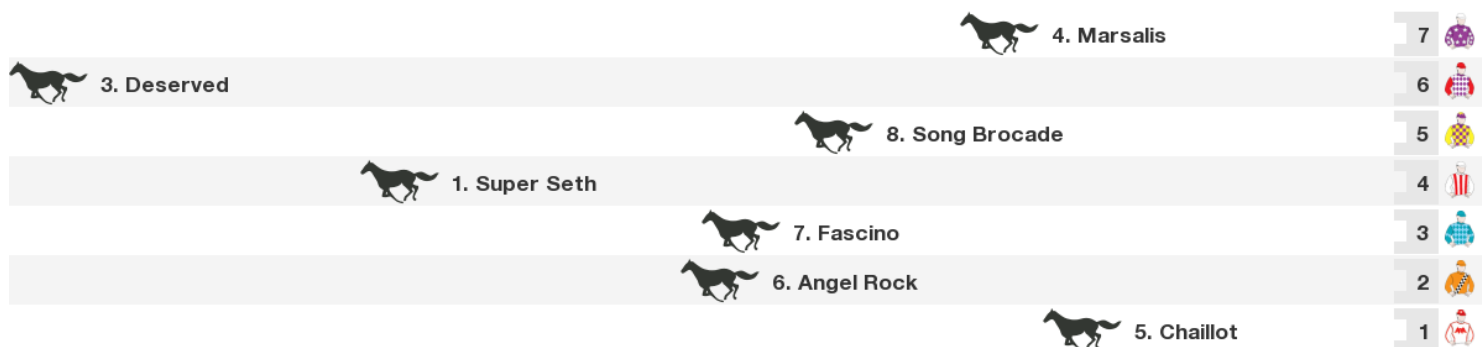 4. Marsalis 7
3. Deserved 6
8. Song Brocade 5
1. Super Seth 4
7. Fascino 3
6. Angel Rock 2
5. Chaillot 1